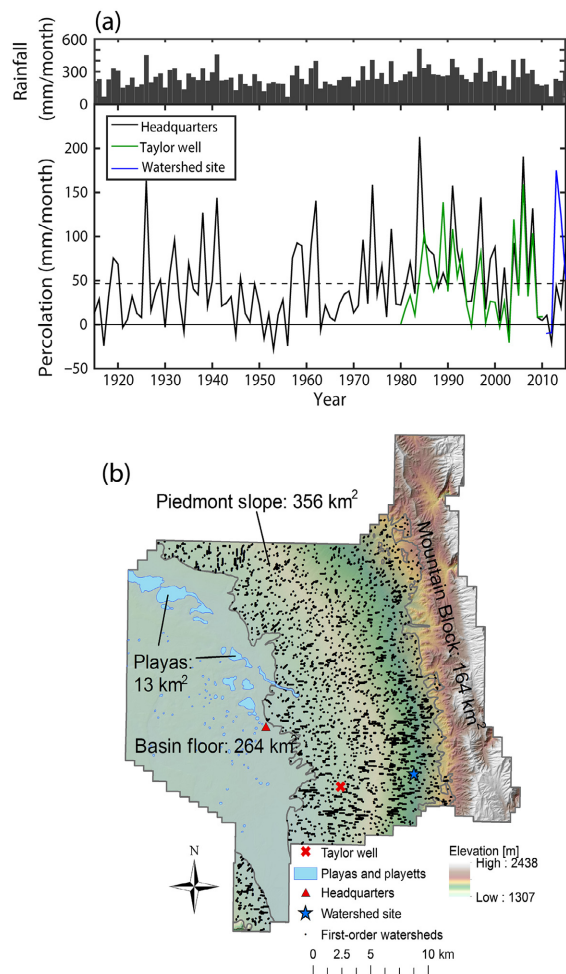 (a)
Rainfall
(mm/month)
600
300
0
Headquarters
Taylor well
Watershed site
Percolation (mm/month)
200
150
100
50
0
−50
1920 1930 1940 1950 1960 1970 1980 1990 2000 2010
Year
(b)
Piedmont slope: 356 km²
Mountain Block: 164 km²
Playas:
13 km²
Basin floor: 264 km
N
Taylor well
Playas and playetts
Headquarters
Watershed site
First-order watersheds
Elevation [m]
High : 2438
Low : 1307
0 2.5 5 10 km